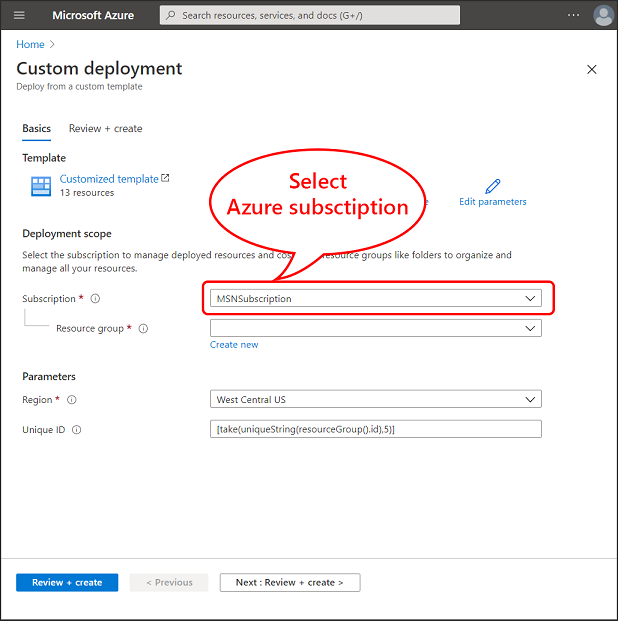 Microsoft Azure
Search resources, services, and docs (G+/)
Home >
Custom deployment
Deploy from a custom template
Basics Review + create
Template
Customized template
13 resources
Select
Azure subsctiption
Edit parameters
Deployment scope
Select the subscription to manage deployed resources and cos resource groups like folders to organize and
manage all your resources.
Subscription *
MSNSubscription
Resource group *
Create new
Parameters
Region *
West Central US
Unique ID
[take(uniqueString(resourceGroup().id),5)]
Review + create
< Previous
Next : Review + create >